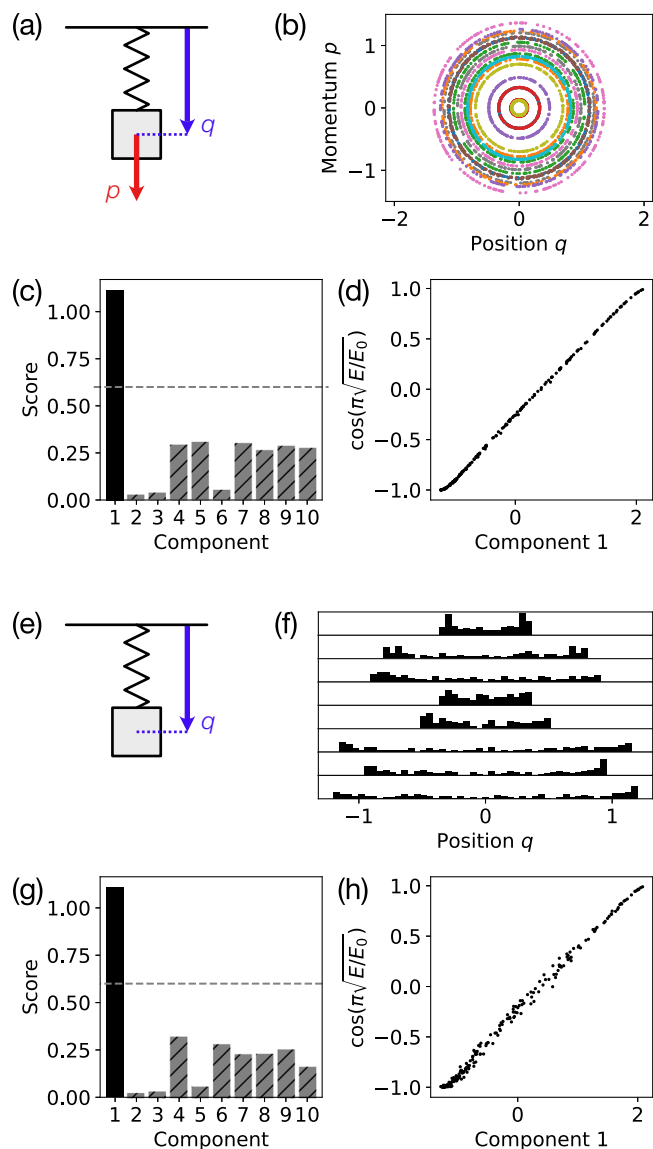 (a)
q
p
(b)
Momentum p
1
0
−1
−2
0
2
Position q
(c)
Score
1.00
0.75
0.50
0.25
0.00
1 2 3 4 5 6 7 8 9 10
Component
(d)
cos(π√E/E₀)
1.0
0.5
0.0
−0.5
−1.0
0
2
Component 1
(e)
q
(f)
−1
0
1
Position q
(g)
Score
1.00
0.75
0.50
0.25
0.00
1 2 3 4 5 6 7 8 9 10
Component
(h)
cos(π√E/E₀)
1.0
0.5
0.0
−0.5
−1.0
0
2
Component 1